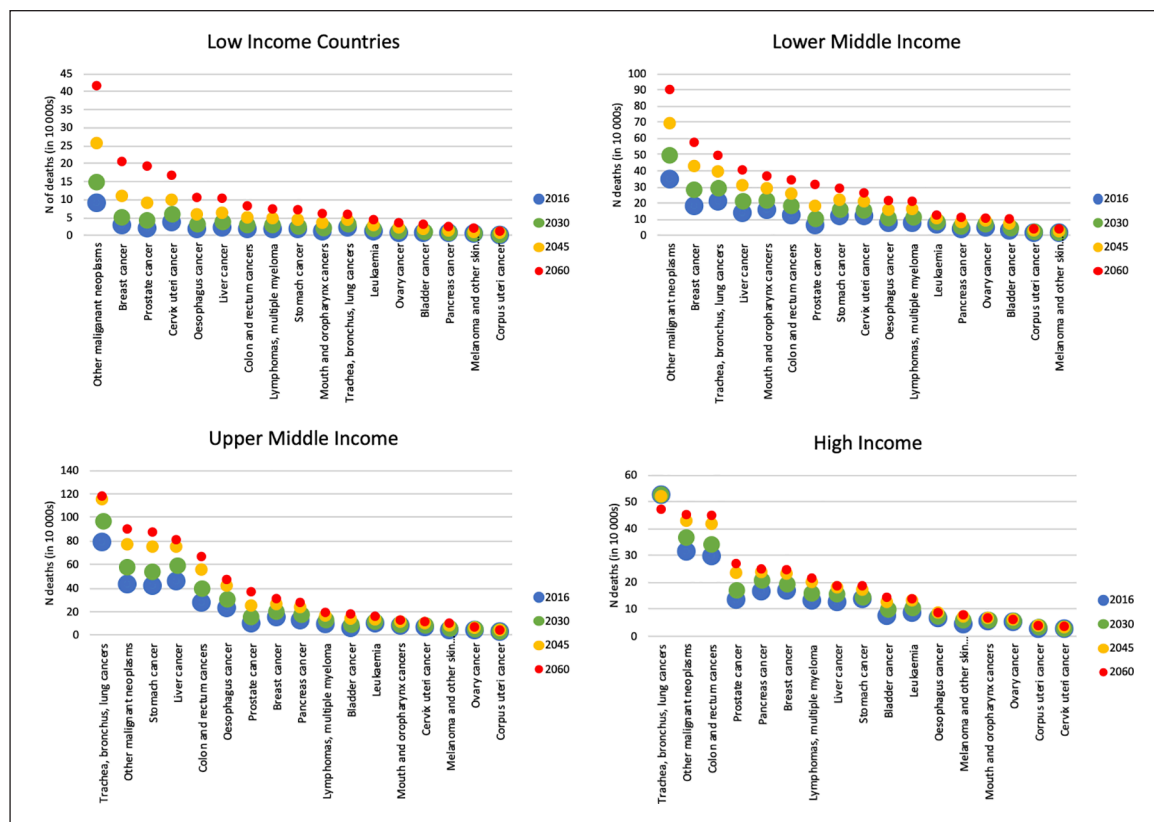 Low Income Countries
N of deaths (in 10 000s)
45
40
35
30
25
20
15
10
5
0
Other maliganant neoplasms
Breast cancer
Prostate cancer
Cervix uteri cancer
Oesophagus cancer
Liver cancer
Colon and rectum cancers
Lymphomas, multiple myeloma
Stomach cancer
Mouth and oropharynx cancers
Trachea, bronchus, lung cancers
Leukaemia
Ovary cancer
Bladder cancer
Pancreas cancer
Melanoma and other skin...
Corpus uteri cancer
2016
2030
2045
2060
Lower Middle Income
N deaths (in 10 000s)
100
90
80
70
60
50
40
30
20
10
0
Other malignant neoplasms
Breast cancer
Trachea, bronchus, lung cancers
Liver cancer
Mouth and oropharynx cancers
Colon and rectum cancers
Prostate cancer
Stomach cancer
Cervix uteri cancer
Oesophagus cancer
Lymphomas, multiple myeloma
Leukaemia
Pancreas cancer
Ovary cancer
Bladder cancer
Corpus uteri cancer
Melanoma and other skin...
2016
2030
2045
2060
Upper Middle Income
N deaths (in 10 000s)
140
120
100
80
60
40
20
0
Trachea, bronchus, lung cancers
Other malignant neoplasms
Stomach cancer
Liver cancer
Colon and rectum cancers
Oesophagus cancer
Prostate cancer
Breast cancer
Pancreas cancer
Lymphomas, multiple myeloma
Bladder cancer
Leukaemia
Mouth and oropharynx cancers
Cervix uteri cancer
Melanoma and other skin...
Ovary cancer
Corpus uteri cancer
2016
2030
2045
2060
High Income
N deaths (in 10 000s)
60
50
40
30
20
10
0
Trachea, bronchus, lung cancers
Other malignant neoplasms
Colon and rectum cancers
Prostate cancer
Pancreas cancer
Breast cancer
Lymphomas, multiple myeloma
Liver cancer
Stomach cancer
Bladder cancer
Leukaemia
Oesophagus cancer
Melanoma and other skin...
Mouth and oropharynx cancers
Ovary cancer
Corpus uteri cancer
Cervix uteri cancer
2016
2030
2045
2060